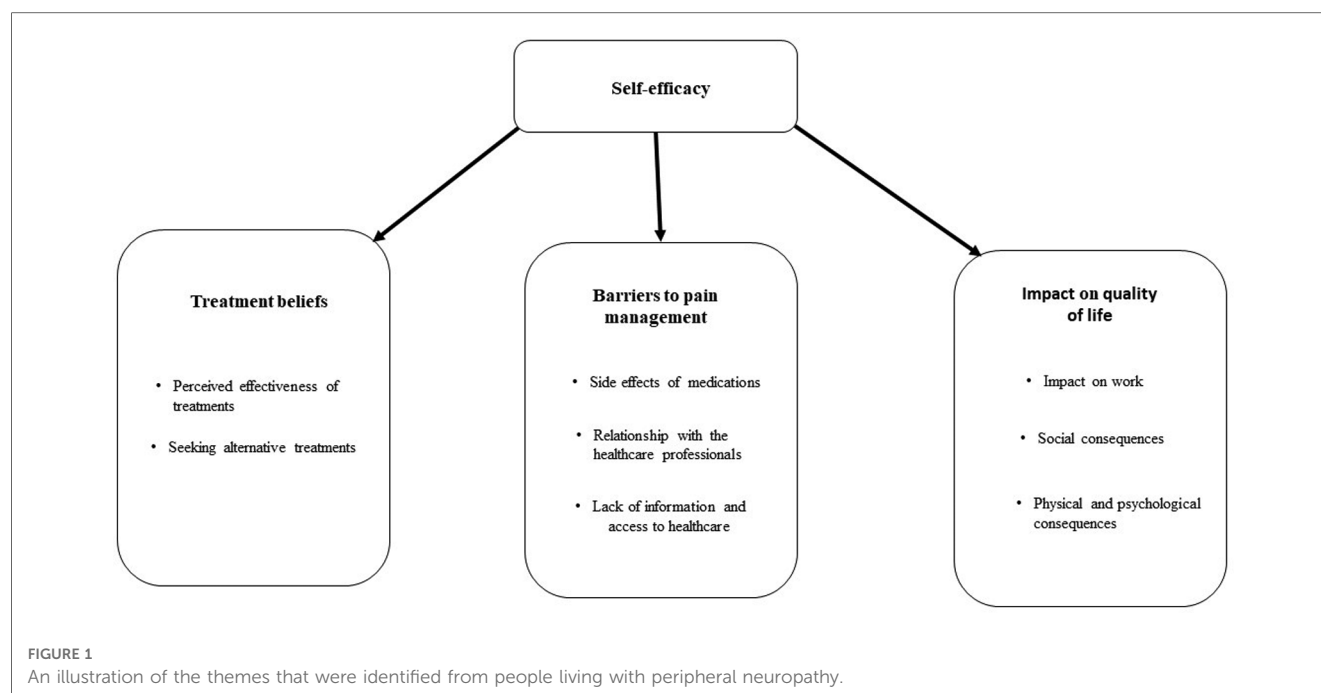 Self-efficacy
Treatment beliefs
• Perceived effectiveness of
treatments
• Seeking alternative treatments
Barriers to pain
management
• Side effects of medications
• Relationship with the
healthcare professionals
• Lack of information and
access to healthcare
Impact on quality
of life
• Impact on work
• Social consequences
• Physical and psychological
consequences
FIGURE 1
An illustration of the themes that were identified from people living with peripheral neuropathy.